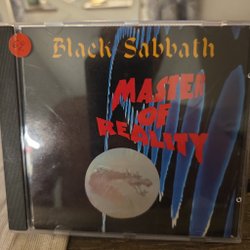 Black Sabbath
MASTER
OF
REALITY